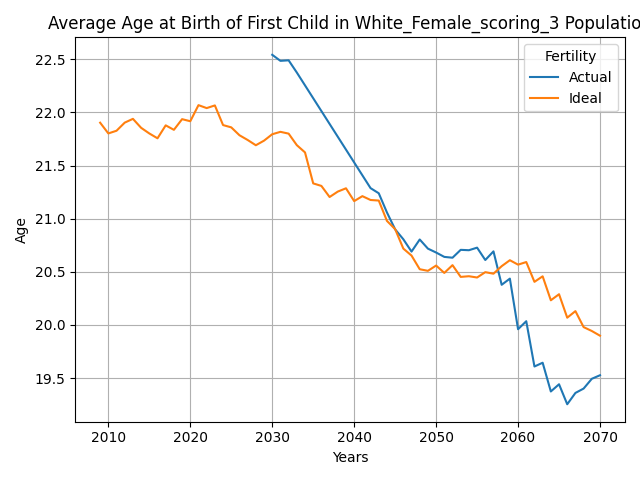 Average Age at Birth of First Child in White_Female_scoring_3 Populatio
Fertility
Actual
Ideal
22.5
22.0
21.5
21.0
20.5
20.0
19.5
Age
2010 2020 2030 2040 2050 2060 2070
Years